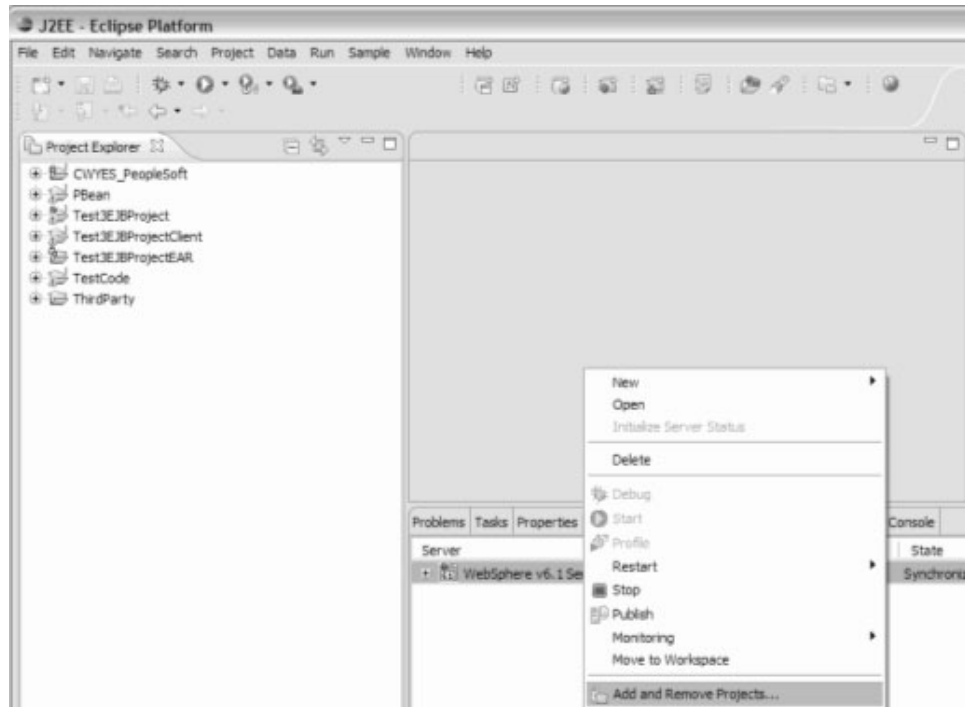 J2EE - Eclipse Platform
File Edit Navigate Search Project Data Run Sample Window Help
Project Explorer
CWYES_PeopleSoft
PBean
Test3EJBProject
Test3EJBProjectClient
Test3EJBProjectEAR
TestCode
ThirdParty
New
Open
Initialize Server Status
Delete
Debug
Start
Profile
Restart
Stop
Publish
Monitoring
Move to Workspace
Add and Remove Projects...
Problems Tasks Properties Console
Server State
WebSphere v6.1 Se Synchroniz